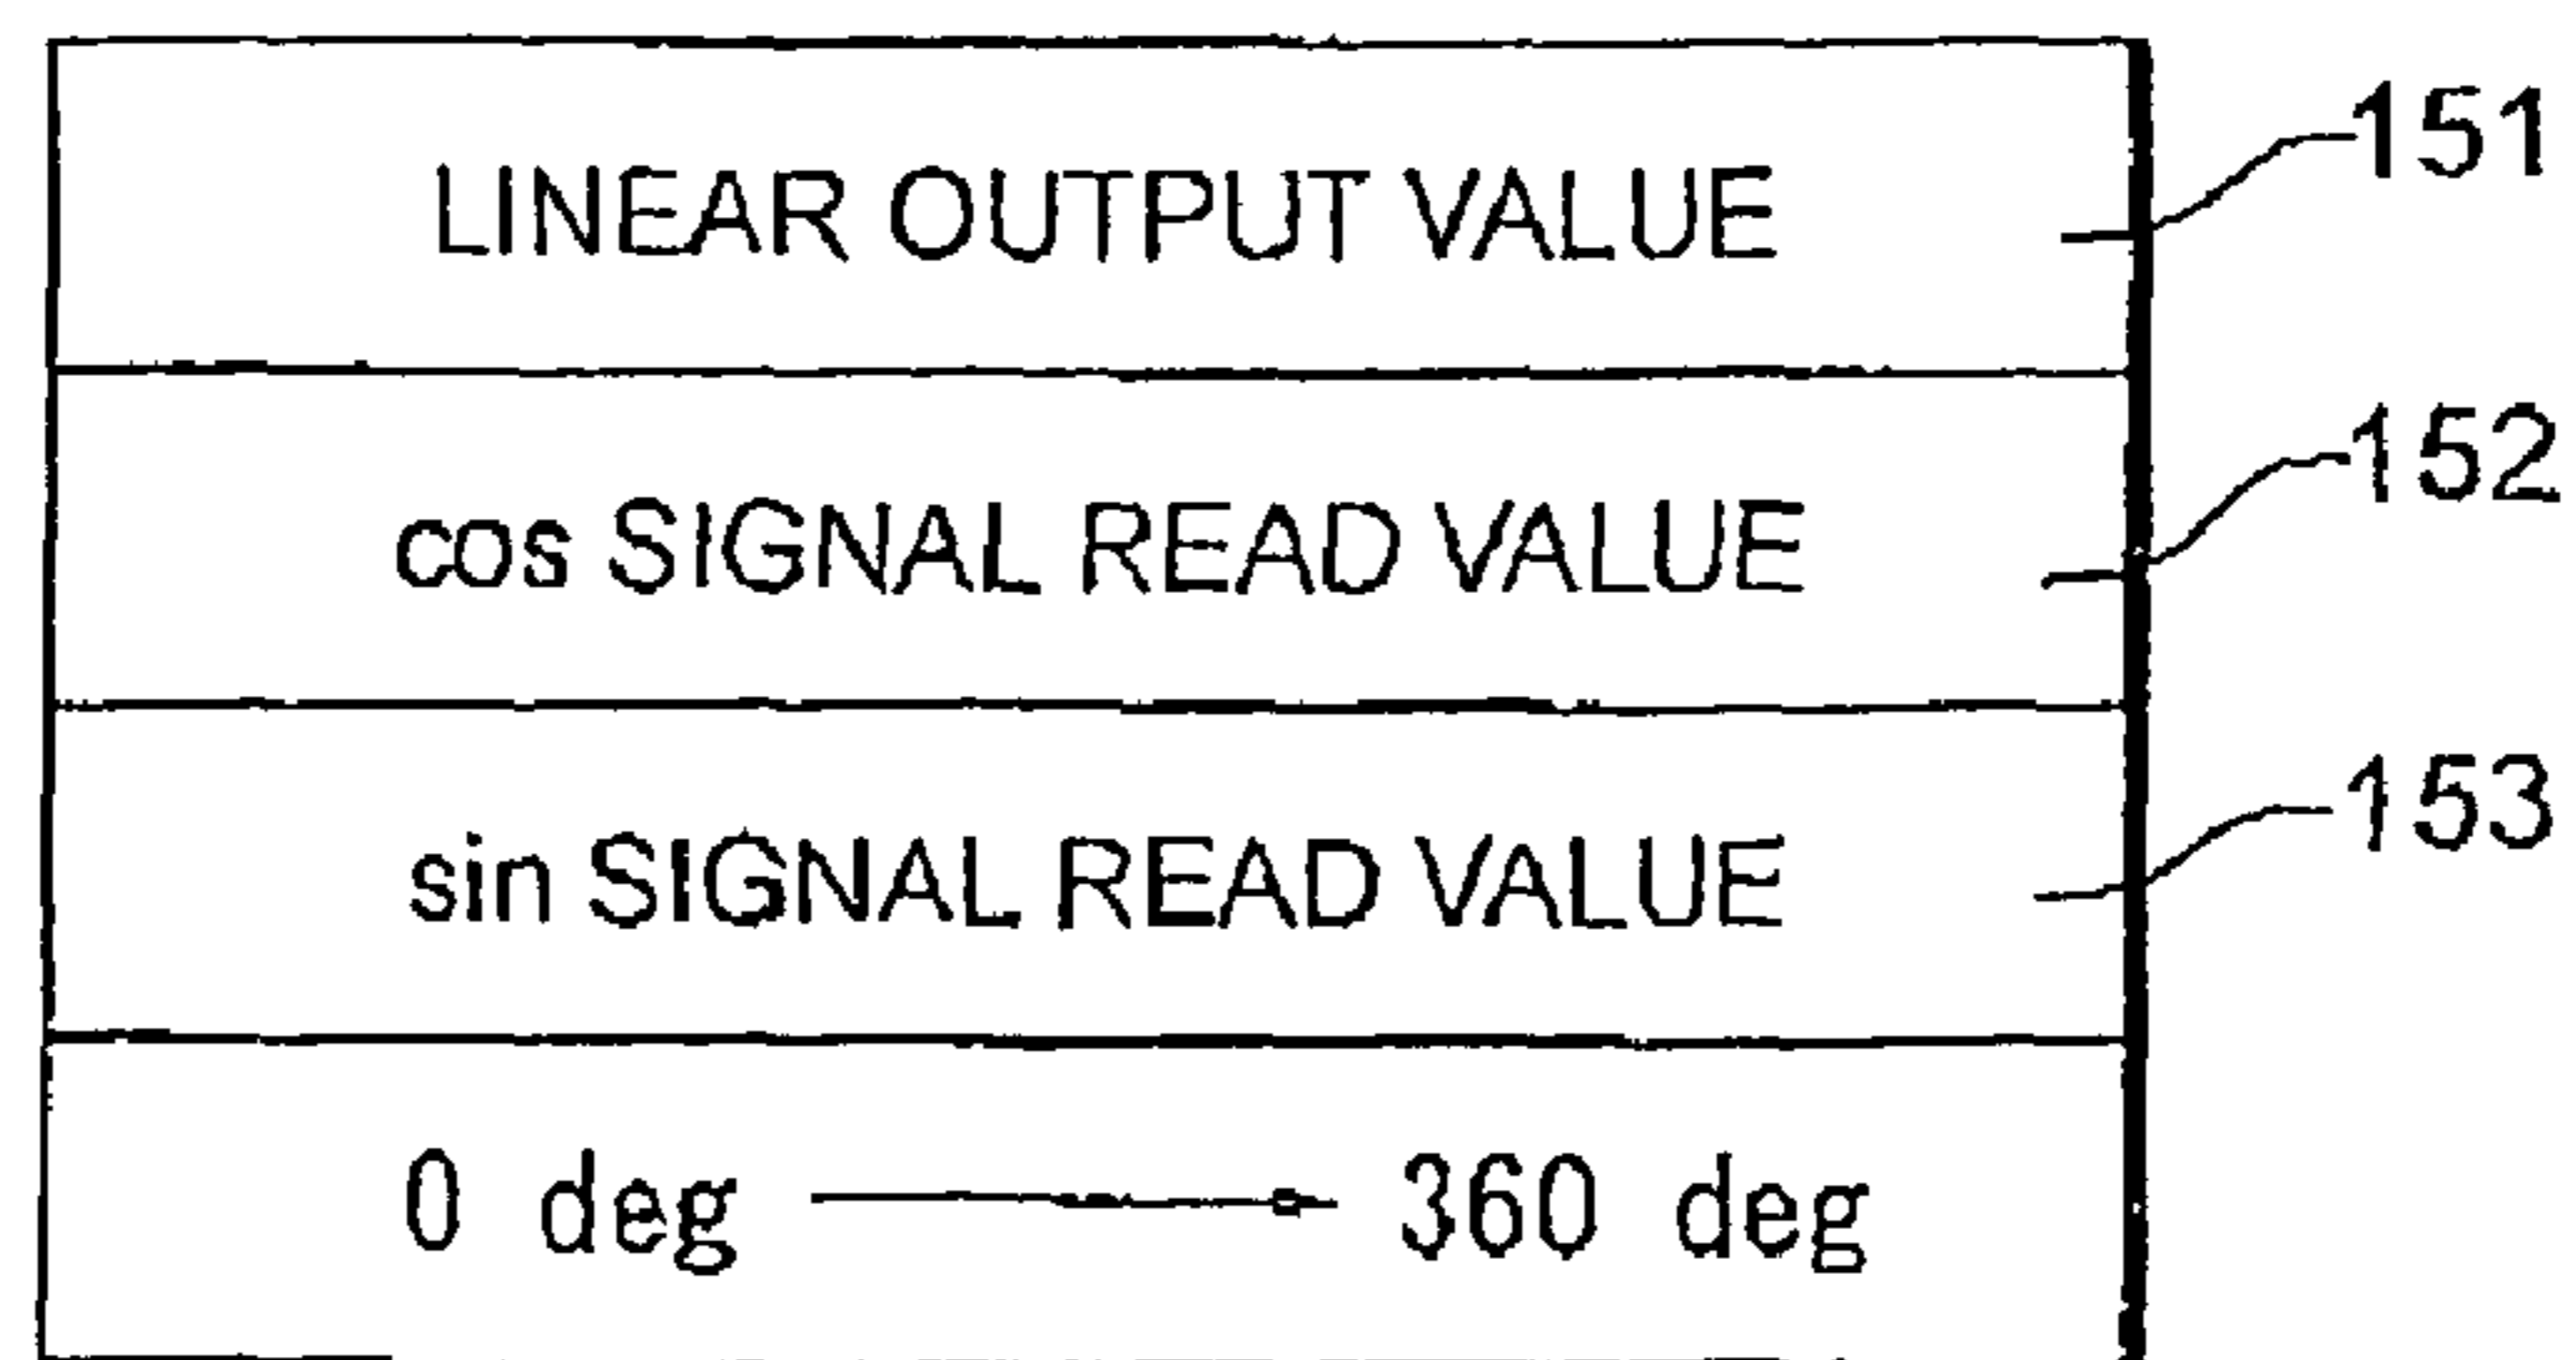 LINEAR OUTPUT VALUE 151
cos SIGNAL READ VALUE 152
sin SIGNAL READ VALUE 153
0 deg → 360 deg